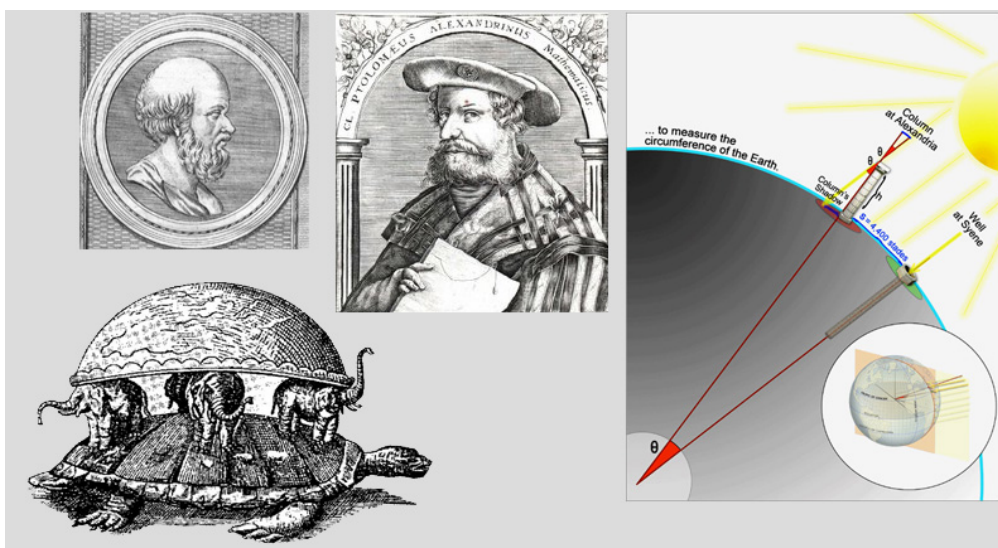 CL. PTOLOMÆUS ALEXANDRINUS Mathematicus
... to measure the
circumference of the Earth.
Column
at Alexandria
θ
θ
Column's
Shadow
h
S = 4,400 stades
Well
at Syene
θ